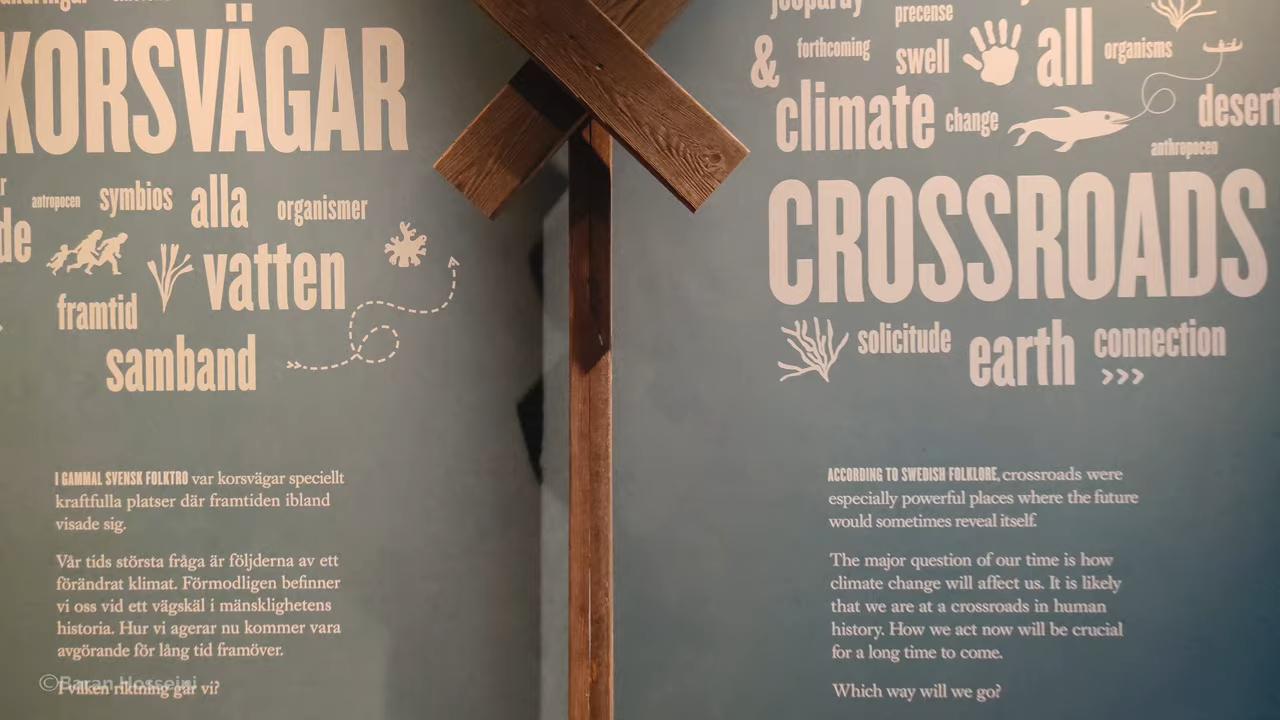 KORSVÄGAR
antropocen symbios alla organismer
de
vatten
framtid
samband
I GAMMAL SVENSK FOLKTRO var korsvägar speciellt
kraftfulla platser där framtiden ibland
visade sig.
Vår tids största fråga är följderna av ett
förändrat klimat. Förmodligen befinner
vi oss vid ett vägskäl i mänsklighetens
historia. Hur vi agerar nu kommer vara
avgörande för lång tid framöver.
I vilken riktning går vi?
©Baran Hosseini
jeopardy precense
& forthcoming swell all organisms
climate change desert
anthropocen
CROSSROADS
solicitude earth connection
>>>
ACCORDING TO SWEDISH FOLKLORE, crossroads were
especially powerful places where the future
would sometimes reveal itself.
The major question of our time is how
climate change will affect us. It is likely
that we are at a crossroads in human
history. How we act now will be crucial
for a long time to come.
Which way will we go?